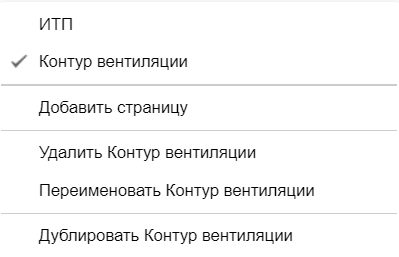 ИТП
Контур вентиляции
Добавить страницу
Удалить Контур вентиляции
Переименовать Контур вентиляции
Дублировать Контур вентиляции